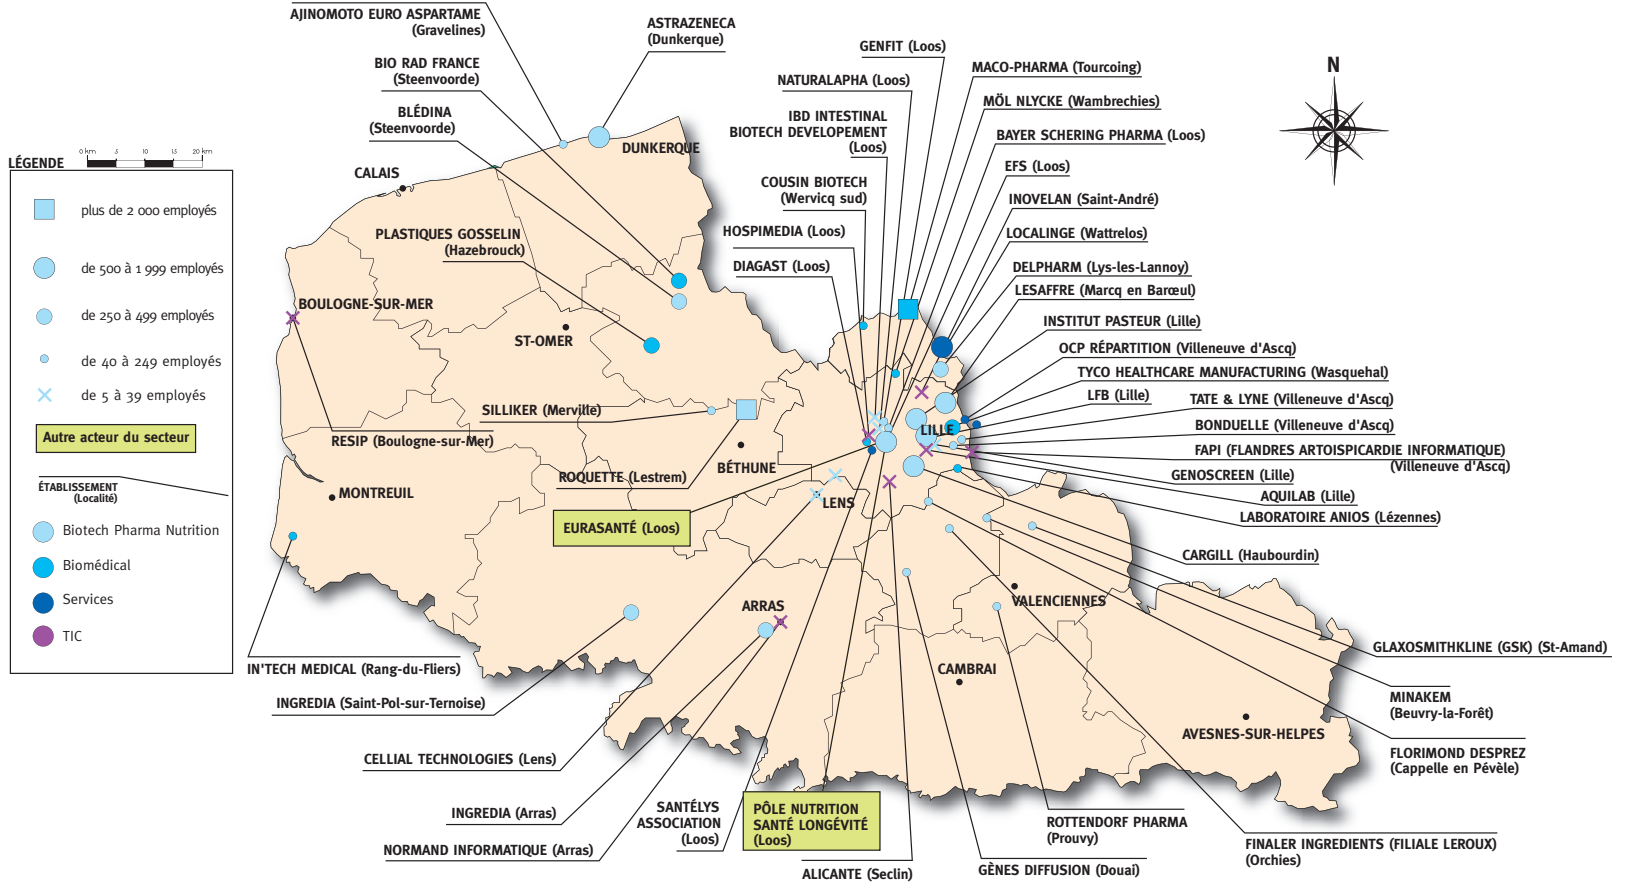 AJINOMOTO EURO ASPARTAME
(Gravelines)
ASTRAZENECA
(Dunkerque)
BIO RAD FRANCE
(Steenvoorde)
BLÉDINA
(Steenvoorde)
GENFIT (Loos)
NATURALAPHA (Loos)
IBD INTESTINAL
BIOTECH DEVELOPEMENT
(Loos)
COUSIN BIOTECH
(Wervicq sud)
HOSPIMEDIA (Loos)
DIAGAST (Loos)
MACO-PHARMA (Tourcoing)
MÖL NLYCKE (Wambrechies)
BAYER SCHERING PHARMA (Loos)
EFS (Loos)
INOVELAN (Saint-André)
LOCALINGE (Wattrelos)
DELPHARM (Lys-les-Lannoy)
LESAFFRE (Marcq en Barœul)
INSTITUT PASTEUR (Lille)
OCP RÉPARTITION (Villeneuve d'Ascq)
TYCO HEALTHCARE MANUFACTURING (Wasquehal)
LFB (Lille)
TATE & LYNE (Villeneuve d'Ascq)
BONDUELLE (Villeneuve d'Ascq)
FAPI (FLANDRES ARTOISPICARDIE INFORMATIQUE)
(Villeneuve d'Ascq)
GENOSCREEN (Lille)
AQUILAB (Lille)
LABORATOIRE ANIOS (Lézennes)
CARGILL (Haubourdin)
GLAXOSMITHKLINE (GSK) (St-Amand)
MINAKEM
(Beuvry-la-Forêt)
FLORIMOND DESPREZ
(Cappelle en Pévèle)
FINALER INGREDIENTS (FILIALE LEROUX)
(Orchies)
ROTTENDORF PHARMA
(Prouvy)
GÈNES DIFFUSION (Douai)
ALICANTE (Seclin)
PÔLE NUTRITION
SANTÉ LONGÉVITÉ
(Loos)
SANTÉLYS
ASSOCIATION
(Loos)
NORMAND INFORMATIQUE (Arras)
INGREDIA (Arras)
CELLIAL TECHNOLOGIES (Lens)
INGREDIA (Saint-Pol-sur-Ternoise)
IN'TECH MEDICAL (Rang-du-Fliers)
EURASANTÉ (Loos)
ROQUETTE (Lestrem)
SILLIKER (Merville)
RESIP (Boulogne-sur-Mer)
PLASTIQUES GOSSELIN
(Hazebrouck)
DUNKERQUE
CALAIS
BOULOGNE-SUR-MER
ST-OMER
MONTREUIL
BÉTHUNE
LENS
LILLE
ARRAS
VALENCIENNES
CAMBRAI
AVESNES-SUR-HELPES
N
LÉGENDE
0 km 5 10 15 20 km
plus de 2 000 employés
de 500 à 1 999 employés
de 250 à 499 employés
de 40 à 249 employés
de 5 à 39 employés
Autre acteur du secteur
ÉTABLISSEMENT
(Localité)
Biotech Pharma Nutrition
Biomédical
Services
TIC